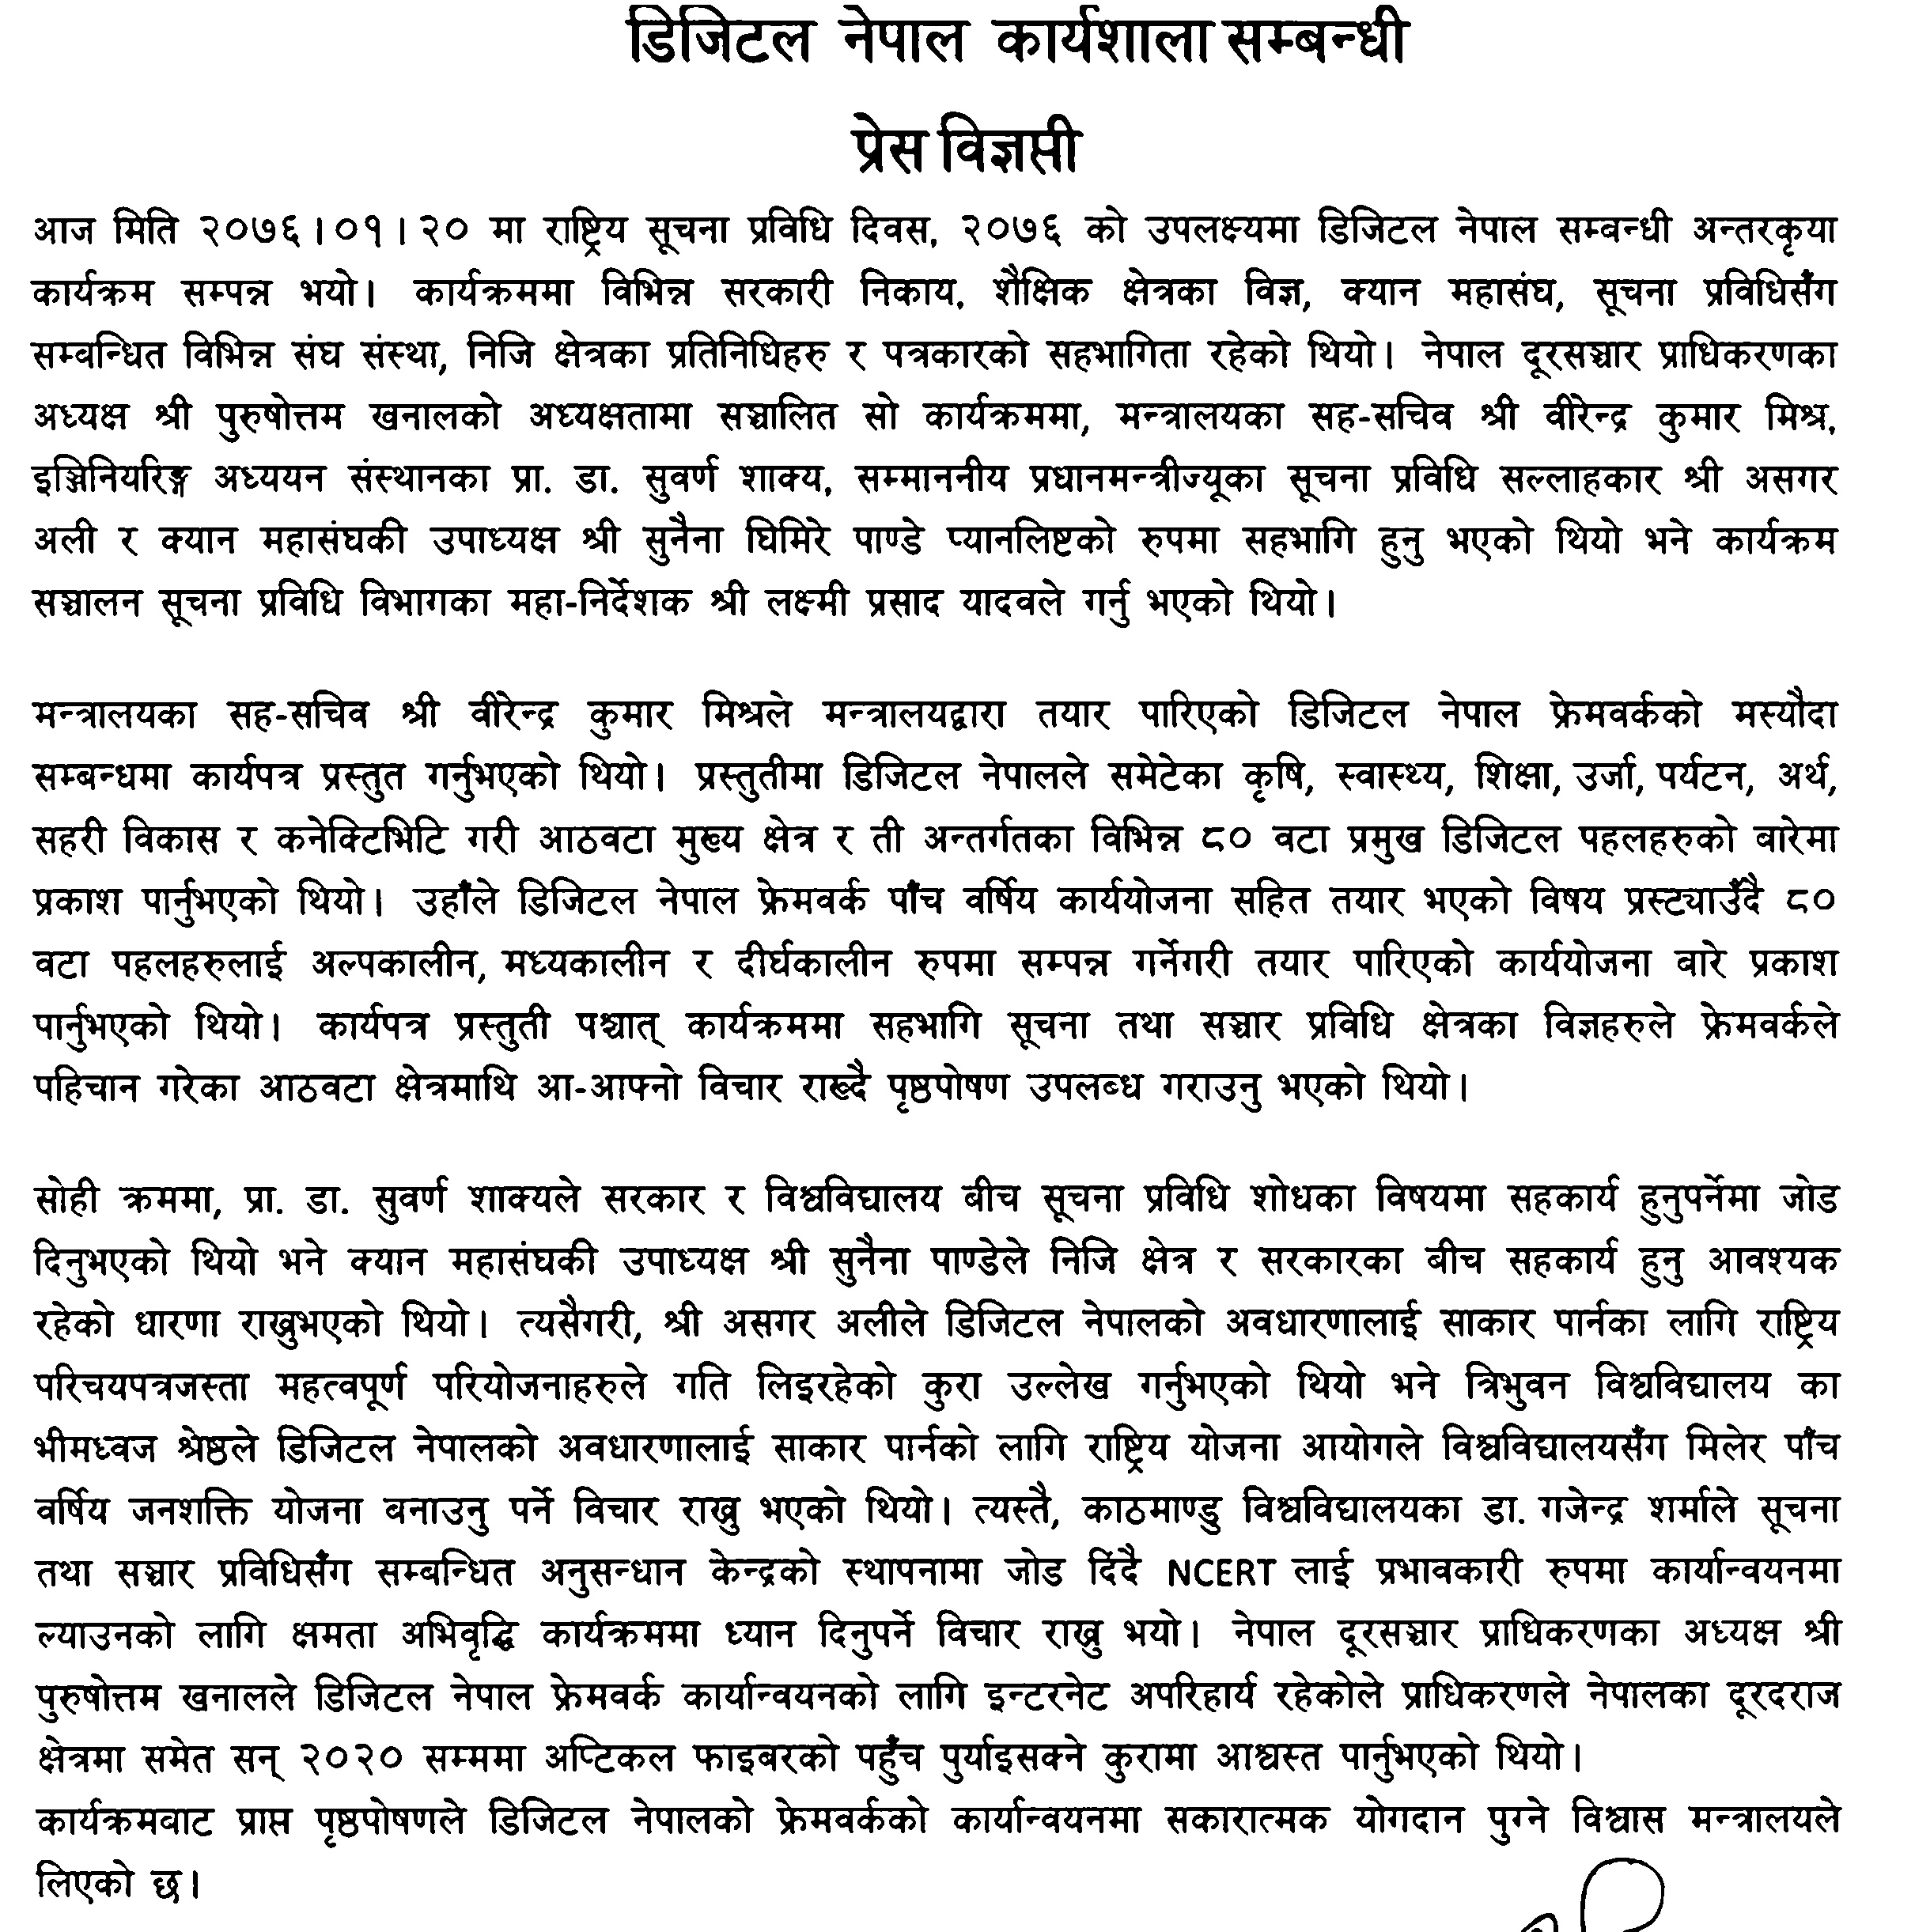 डिजिटल नेपाल कार्यशाला सम्बन्धी
प्रेस विज्ञप्ती
आज मिति २०७६।०१।२० मा राष्ट्रिय सूचना प्रविधि दिवस, २०७६ को उपलक्ष्यमा डिजिटल नेपाल सम्बन्धी अन्तरकृया
कार्यक्रम सम्पन्न भयो। कार्यक्रममा विभिन्न सरकारी निकाय, शैक्षिक क्षेत्रका विज्ञ, क्यान महासंघ, सूचना प्रविधिसँग
सम्बन्धित विभिन्न संघ संस्था, निजि क्षेत्रका प्रतिनिधिहरु र पत्रकारको सहभागिता रहेको थियो। नेपाल दूरसञ्चार प्राधिकरणका
अध्यक्ष श्री पुरुषोत्तम खनालको अध्यक्षतामा सञ्चालित सो कार्यक्रममा, मन्त्रालयका सह-सचिव श्री वीरेन्द्र कुमार मिश्र,
इञ्जिनियरिङ्ग अध्ययन संस्थानका प्रा. डा. सुवर्ण शाक्य, सम्माननीय प्रधानमन्त्रीज्यूका सूचना प्रविधि सल्लाहकार श्री असगर
अली र क्यान महासंघकी उपाध्यक्ष श्री सुनैना घिमिरे पाण्डे प्यानलिष्टको रुपमा सहभागि हुनु भएको थियो भने कार्यक्रम
सञ्चालन सूचना प्रविधि विभागका महा-निर्देशक श्री लक्ष्मी प्रसाद यादवले गर्नु भएको थियो।
मन्त्रालयका सह-सचिव श्री वीरेन्द्र कुमार मिश्रले मन्त्रालयद्वारा तयार पारिएको डिजिटल नेपाल फ्रेमवर्कको मस्यौदा
सम्बन्धमा कार्यपत्र प्रस्तुत गर्नुभएको थियो। प्रस्तुतीमा डिजिटल नेपालले समेटेका कृषि, स्वास्थ्य, शिक्षा, उर्जा, पर्यटन, अर्थ,
सहरी विकास र कनेक्टिभिटि गरी आठवटा मुख्य क्षेत्र र ती अन्तर्गतका विभिन्न ८० वटा प्रमुख डिजिटल पहलहरुको बारेमा
प्रकाश पार्नुभएको थियो। उहाँले डिजिटल नेपाल फ्रेमवर्क पाँच वर्षिय कार्ययोजना सहित तयार भएको विषय प्रस्ट्याउँदै ८०
वटा पहलहरुलाई अल्पकालीन, मध्यकालीन र दीर्घकालीन रुपमा सम्पन्न गर्नेगरी तयार पारिएको कार्ययोजना बारे प्रकाश
पार्नुभएको थियो। कार्यपत्र प्रस्तुती पश्चात् कार्यक्रममा सहभागि सूचना तथा सञ्चार प्रविधि क्षेत्रका विज्ञहरुले फ्रेमवर्कले
पहिचान गरेका आठवटा क्षेत्रमाथि आ-आफ्नो विचार राख्दै पृष्ठपोषण उपलब्ध गराउनु भएको थियो।
सोही क्रममा, प्रा. डा. सुवर्ण शाक्यले सरकार र विश्वविद्यालय बीच सूचना प्रविधि शोधका विषयमा सहकार्य हुनुपर्नेमा जोड
दिनुभएको थियो भने क्यान महासंघकी उपाध्यक्ष श्री सुनैना पाण्डेले निजि क्षेत्र र सरकारका बीच सहकार्य हुनु आवश्यक
रहेको धारणा राख्नुभएको थियो। त्यसैगरी, श्री असगर अलीले डिजिटल नेपालको अवधारणालाई साकार पार्नका लागि राष्ट्रिय
परिचयपत्रजस्ता महत्वपूर्ण परियोजनाहरुले गति लिइरहेको कुरा उल्लेख गर्नुभएको थियो भने त्रिभुवन विश्वविद्यालय का
भीमध्वज श्रेष्ठले डिजिटल नेपालको अवधारणालाई साकार पार्नको लागि राष्ट्रिय योजना आयोगले विश्वविद्यालयसँग मिलेर पाँच
वर्षिय जनशक्ति योजना बनाउनु पर्ने विचार राख्नु भएको थियो। त्यस्तै, काठमाण्डु विश्वविद्यालयका डा. गजेन्द्र शर्माले सूचना
तथा सञ्चार प्रविधिसँग सम्बन्धित अनुसन्धान केन्द्रको स्थापनामा जोड दिंदै NCERT लाई प्रभावकारी रुपमा कार्यान्वयनमा
ल्याउनको लागि क्षमता अभिवृद्धि कार्यक्रममा ध्यान दिनुपर्ने विचार राख्नु भयो। नेपाल दूरसञ्चार प्राधिकरणका अध्यक्ष श्री
पुरुषोत्तम खनालले डिजिटल नेपाल फ्रेमवर्क कार्यान्वयनको लागि इन्टरनेट अपरिहार्य रहेकोले प्राधिकरणले नेपालका दूरदराज
क्षेत्रमा समेत सन् २०२० सम्ममा अप्टिकल फाइबरको पहुँच पुर्याइसक्ने कुरामा आश्वस्त पार्नुभएको थियो।
कार्यक्रमबाट प्राप्त पृष्ठपोषणले डिजिटल नेपालको फ्रेमवर्कको कार्यान्वयनमा सकारात्मक योगदान पुग्ने विश्वास मन्त्रालयले
लिएको छ।